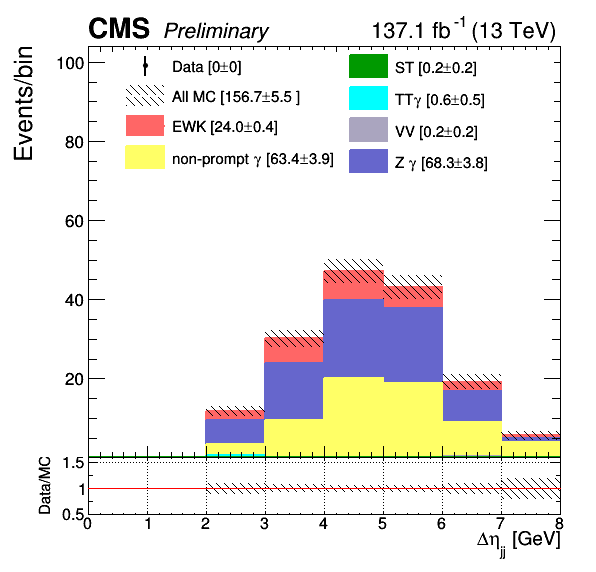 CMS Preliminary 137.1 fb⁻¹ (13 TeV)
Events/bin
100
80
60
40
20
Data [0±0]
All MC [156.7±5.5 ]
EWK [24.0±0.4]
non-prompt γ [63.4±3.9]
ST [0.2±0.2]
TTγ [0.6±0.5]
VV [0.2±0.2]
Z γ [68.3±3.8]
Data/MC
1.5
1
0.5
0 1 2 3 4 5 6 7 8
Δηjj [GeV]